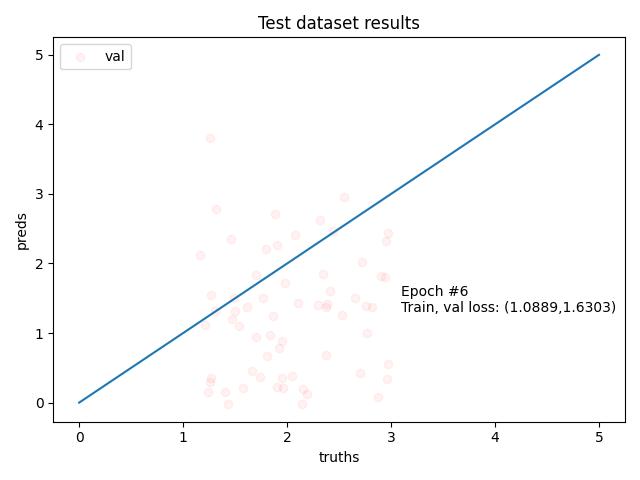 Test dataset results
val
5
4
3
2
1
0
preds
Epoch #6
Train, val loss: (1.0889,1.6303)
0 1 2 3 4 5
truths